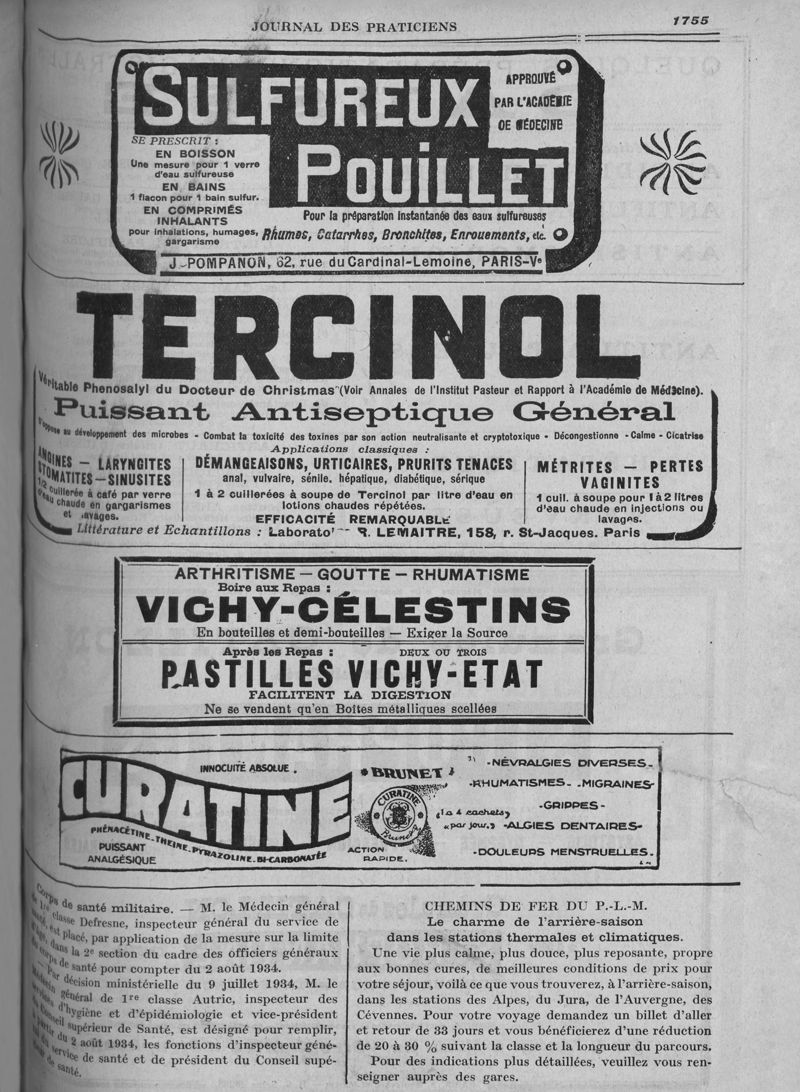 JOURNAL DES PRATICIENS
1755
SULFUREUX
POUILLET
APPROUVÉ
PAR L'ACADÉMIE
DE MÉDECINE
SE PRESCRIT :
EN BOISSON
Une mesure pour 1 verre
d'eau sulfureuse
EN BAINS
1 flacon pour 1 bain sulfur.
EN COMPRIMÉS
INHALANTS
pour inhalations, humages,
gargarisme
Pour la préparation instantanée des eaux sulfureuses
Rhumes, Catarrhes, Bronchites, Enrouements, etc.
J. POMPANON, 62, rue du Cardinal-Lemoine, PARIS-Ve
TERCINOL
Véritable Phenosalyl du Docteur de Christmas (Voir Annales de l'Institut Pasteur et Rapport à l'Académie de Médecine).
Puissant Antiseptique Général
S'oppose au développement des microbes - Combat la toxicité des toxines par son action neutralisante et cryptotoxique - Décongestionne - Calme - Cicatrise
Applications classiques :
ANGINES — LARYNGITES
STOMATITES — SINUSITES
1/2 cuillerée à café par verre
d'eau chaude en gargarismes
et lavages.
DÉMANGEAISONS, URTICAIRES, PRURITS TENACES
anal, vulvaire, sénile, hépatique, diabétique, sérique
1 à 2 cuillerées à soupe de Tercinol par litre d'eau en
lotions chaudes répétées.
EFFICACITÉ REMARQUABLE
MÉTRITES — PERTES
VAGINITES
1 cuil. à soupe pour 1 à 2 litres
d'eau chaude en injections ou
lavages.
Littérature et Echantillons : Laborato R. LEMAITRE, 158, r. St-Jacques. Paris
ARTHRITISME — GOUTTE — RHUMATISME
Boire aux Repas :
VICHY-CÉLESTINS
En bouteilles et demi-bouteilles — Exiger la Source
Après les Repas : DEUX OU TROIS
PASTILLES VICHY-ETAT
FACILITENT LA DIGESTION
Ne se vendent qu'en Boîtes métalliques scellées
INNOCUITÉ ABSOLUE.
CURATINE
PHÉNACÉTINE-THEINE-PYRAZOLINE-BI-CARBONATÉE
PUISSANT
ANALGÉSIQUE
BRUNET
CURATINE
B
Brunet
ACTION
RAPIDE.
1 à 4 cachets
par jour.
-NÉVRALGIES DIVERSES-
-RHUMATISMES- -MIGRAINES-
-GRIPPES-
-ALGIES DENTAIRES-
-DOULEURS MENSTRUELLES.
Corps de santé militaire. — M. le Médecin général
de 1re classe Defresne, inspecteur général du service de
santé, est placé, par application de la mesure sur la limite
d'âge, dans la 2e section du cadre des officiers généraux
du corps de santé pour compter du 2 août 1934.
Par décision ministérielle du 9 juillet 1934, M. le
Médecin général de 1re classe Autric, inspecteur des
d'hygiène et d'épidémiologie et vice-président
Conseil supérieur de Santé, est désigné pour remplir,
à partir du 2 août 1934, les fonctions d'inspecteur géné-
service de santé et de président du Conseil supé-
santé.
CHEMINS DE FER DU P.-L.-M.
Le charme de l'arrière-saison
dans les stations thermales et climatiques.
Une vie plus calme, plus douce, plus reposante, propre
aux bonnes cures, de meilleures conditions de prix pour
votre séjour, voilà ce que vous trouverez, à l'arrière-saison,
dans les stations des Alpes, du Jura, de l'Auvergne, des
Cévennes. Pour votre voyage demandez un billet d'aller
et retour de 33 jours et vous bénéficierez d'une réduction
de 20 à 30 % suivant la classe et la longueur du parcours.
Pour des indications plus détaillées, veuillez vous ren-
seigner auprès des gares.